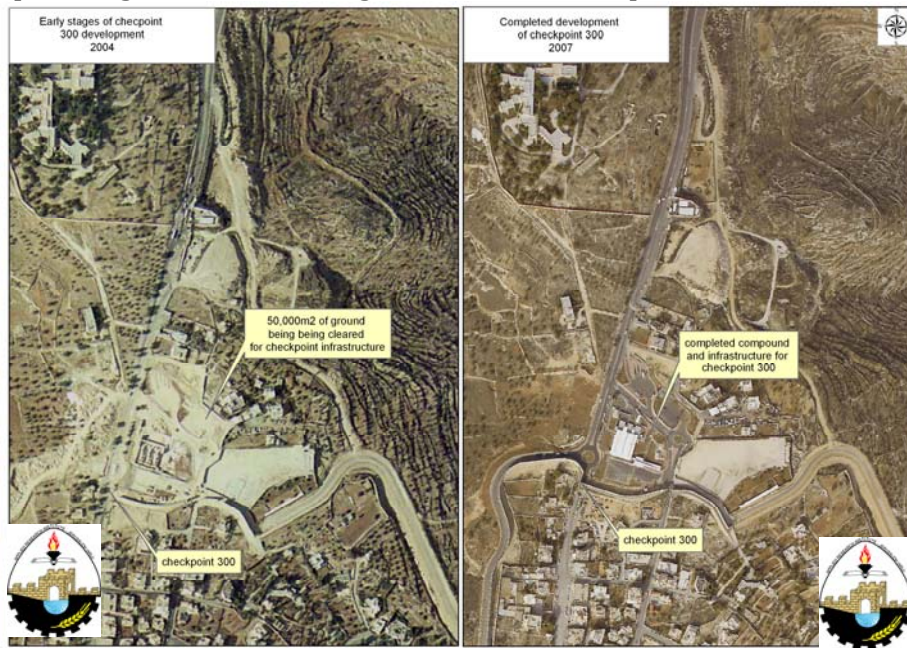 Early stages of checpoint
300 development
2004
Completed development
of checkpoint 300
2007
50,000m2 of ground
being being cleared
for checkpoint infrastructure
completed compound
and infrastructure for
checkpoint 300
checkpoint 300
checkpoint 300